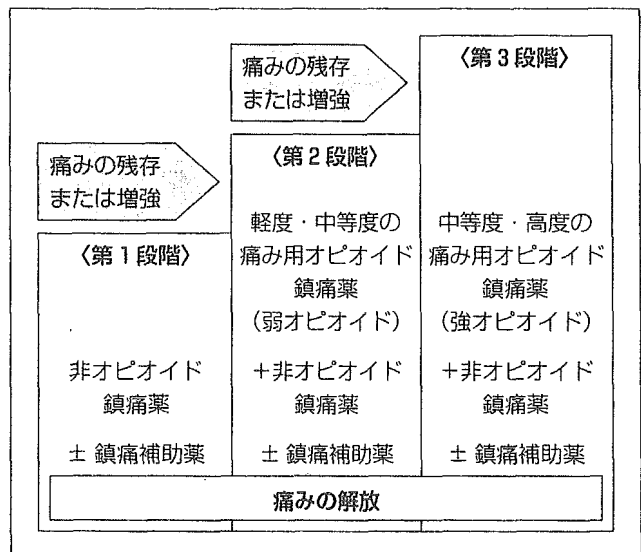 痛みの残存
または増強
〈第3段階〉
痛みの残存
または増強
〈第2段階〉
〈第1段階〉
軽度・中等度の
痛み用オピオイド
鎮痛薬
(弱オピオイド)
中等度・高度の
痛み用オピオイド
鎮痛薬
(強オピオイド)
非オピオイド
鎮痛薬
+非オピオイド
鎮痛薬
+非オピオイド
鎮痛薬
± 鎮痛補助薬
± 鎮痛補助薬
± 鎮痛補助薬
痛みの解放